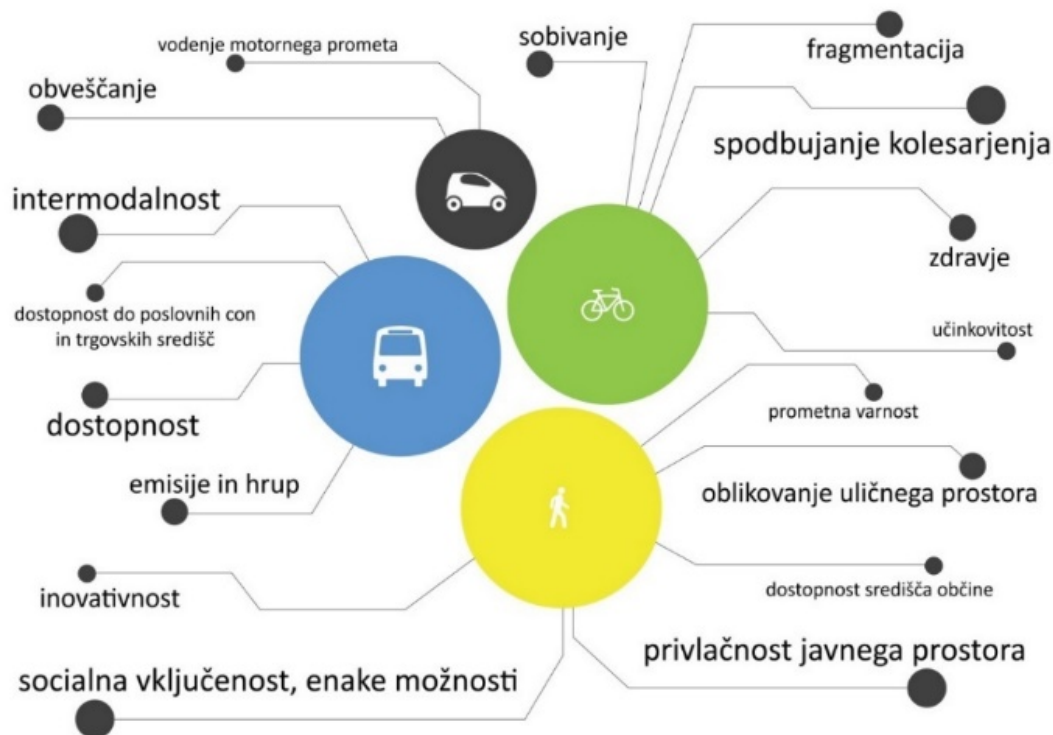 vodenje motornega prometa
sobivanje
fragmentacija
obveščanje
spodbujanje kolesarjenja
intermodalnost
zdravje
dostopnost do poslovnih con
in trgovskih središč
učinkovitost
dostopnost
prometna varnost
emisije in hrup
oblikovanje uličnega prostora
inovativnost
dostopnost središča občine
privlačnost javnega prostora
socialna vključenost, enake možnosti